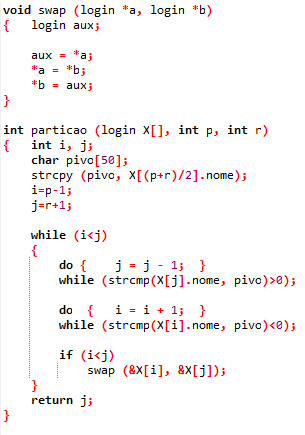 void swap (login *a, login *b)
{   login aux;

    aux = *a;
    *a = *b;
    *b = aux;
}

int particao (login X[], int p, int r)
{   int i, j;
    char pivo[50];
    strcpy (pivo, X[(p+r)/2].nome);
    i=p-1;
    j=r+1;

    while (i<j)
    {
        do {    j = j - 1;  }
        while (strcmp(X[j].nome, pivo)>0);

        do  {   i = i + 1;  }
        while (strcmp(X[i].nome, pivo)<0);

        if (i<j)
            swap (&X[i], &X[j]);
    }
    return j;
}